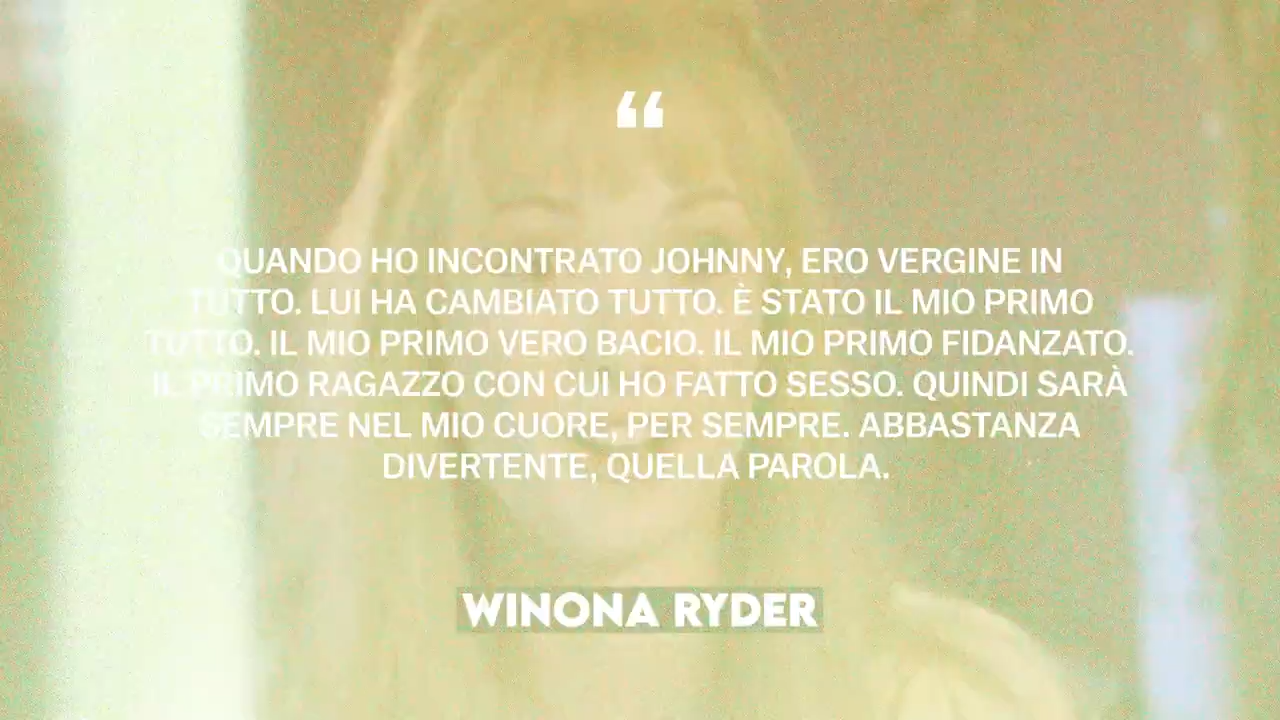 “
QUANDO HO INCONTRATO JOHNNY, ERO VERGINE IN
TUTTO. LUI HA CAMBIATO TUTTO. È STATO IL MIO PRIMO
TUTTO. IL MIO PRIMO VERO BACIO. IL MIO PRIMO FIDANZATO.
IL PRIMO RAGAZZO CON CUI HO FATTO SESSO. QUINDI SARÀ
SEMPRE NEL MIO CUORE, PER SEMPRE. ABBASTANZA
DIVERTENTE, QUELLA PAROLA.
WINONA RYDER